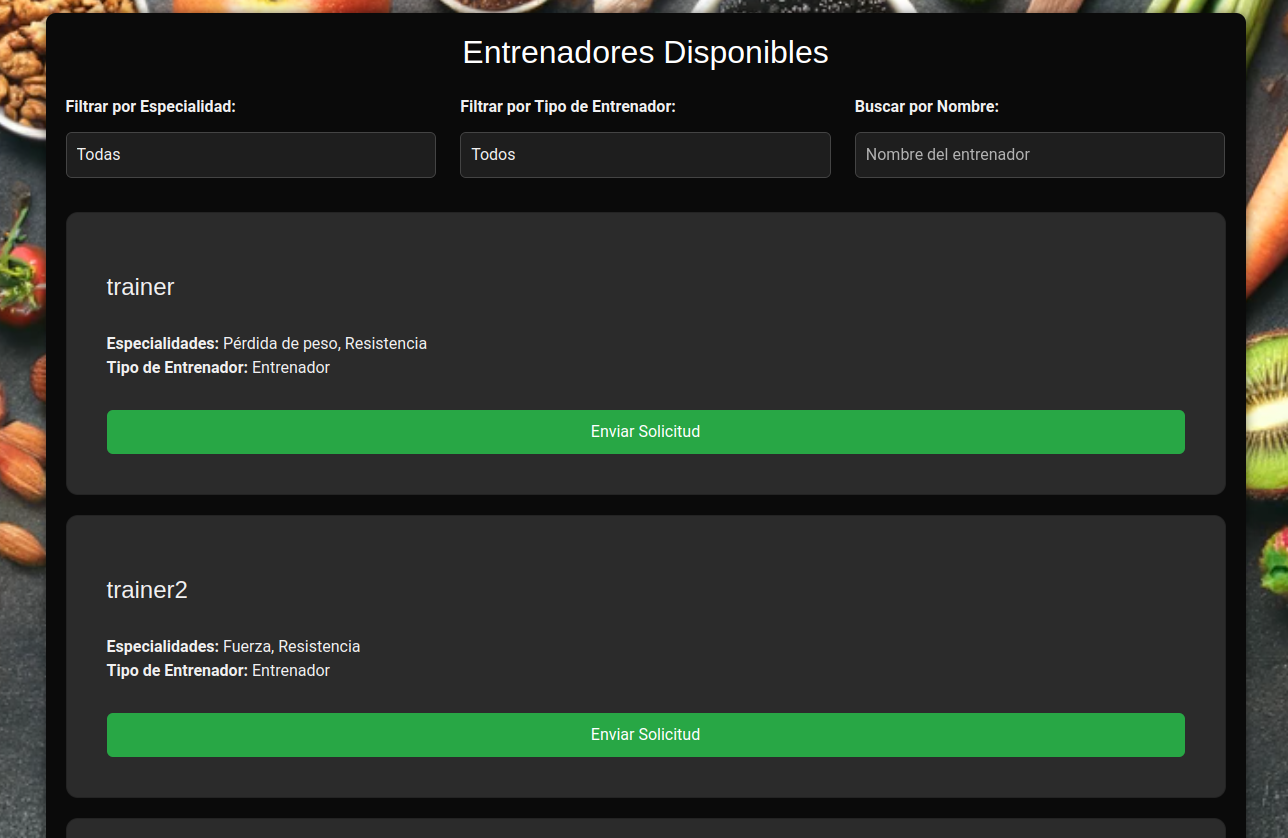 Entrenadores Disponibles
Filtrar por Especialidad:
Todas
Filtrar por Tipo de Entrenador:
Todos
Buscar por Nombre:
Nombre del entrenador
trainer
Especialidades: Pérdida de peso, Resistencia
Tipo de Entrenador: Entrenador
Enviar Solicitud
trainer2
Especialidades: Fuerza, Resistencia
Tipo de Entrenador: Entrenador
Enviar Solicitud